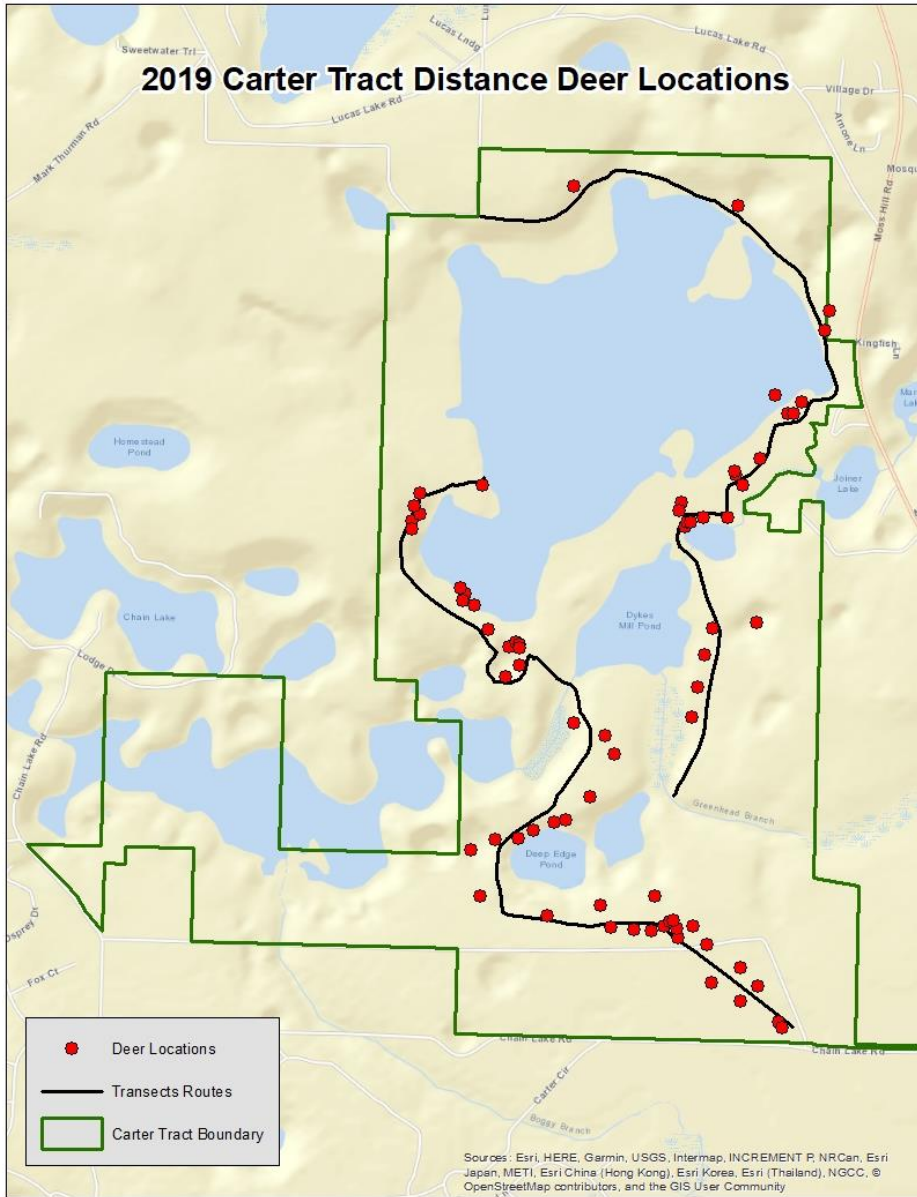 Lucas Lndg
Lucas Lake Rd
Sweetwater Trl
2019 Carter Tract Distance Deer Locations
Village Dr
Lucas Lake Rd
Arnone Ln
Mark Thurman Rd
Moss Hill Rd
Kingfish
Ln
Homestead
Pond
Joiner
Lake
Chain Lake
Dykes
Mill Pond
Lodge Dr
Chain Lake Rd
Greenhead Branch
Deep Edge
Pond
Osprey Dr
Fox Ct
Chain Lake Rd
Chain Lake Rd
Carter Cir
Boggy Branch
Deer Locations
Transects Routes
Carter Tract Boundary
Sources: Esri, HERE, Garmin, USGS, Intermap, INCREMENT P, NRCan, Esri
Japan, METI, Esri China (Hong Kong), Esri Korea, Esri (Thailand), NGCC, ©
OpenStreetMap contributors, and the GIS User Community